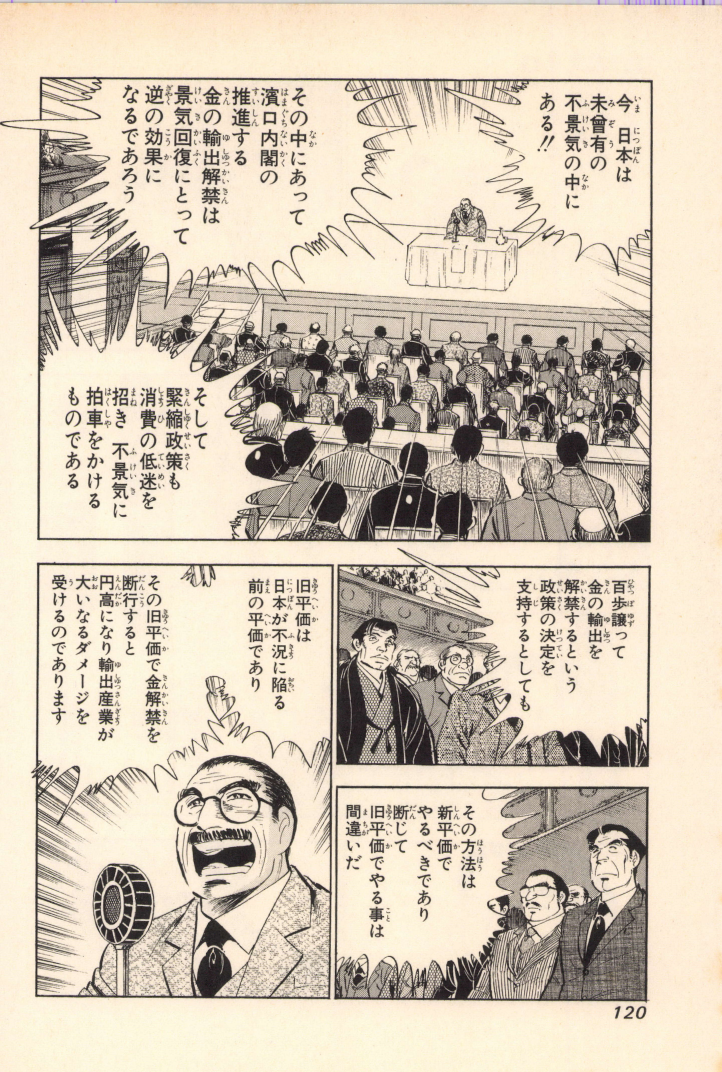 今 日本は
未曾有の
不景気の中に
ある!!
その中にあって
濱口内閣の
推進する
金の輸出解禁は
景気回復にとって
逆の効果に
なるであろう
そして
緊縮政策も
消費の低迷を
招き 不景気に
拍車をかける
ものである
百歩譲って
金の輸出を
解禁するという
政策の決定を
支持するとしても
その方法は
新平価で
やるべきであり
断じて
旧平価でやる事は
間違いだ
旧平価は
日本が不況に陥る
前の平価であり
その旧平価で金解禁を
断行すると
円高になり輸出産業が
大いなるダメージを
受けるのであります
120